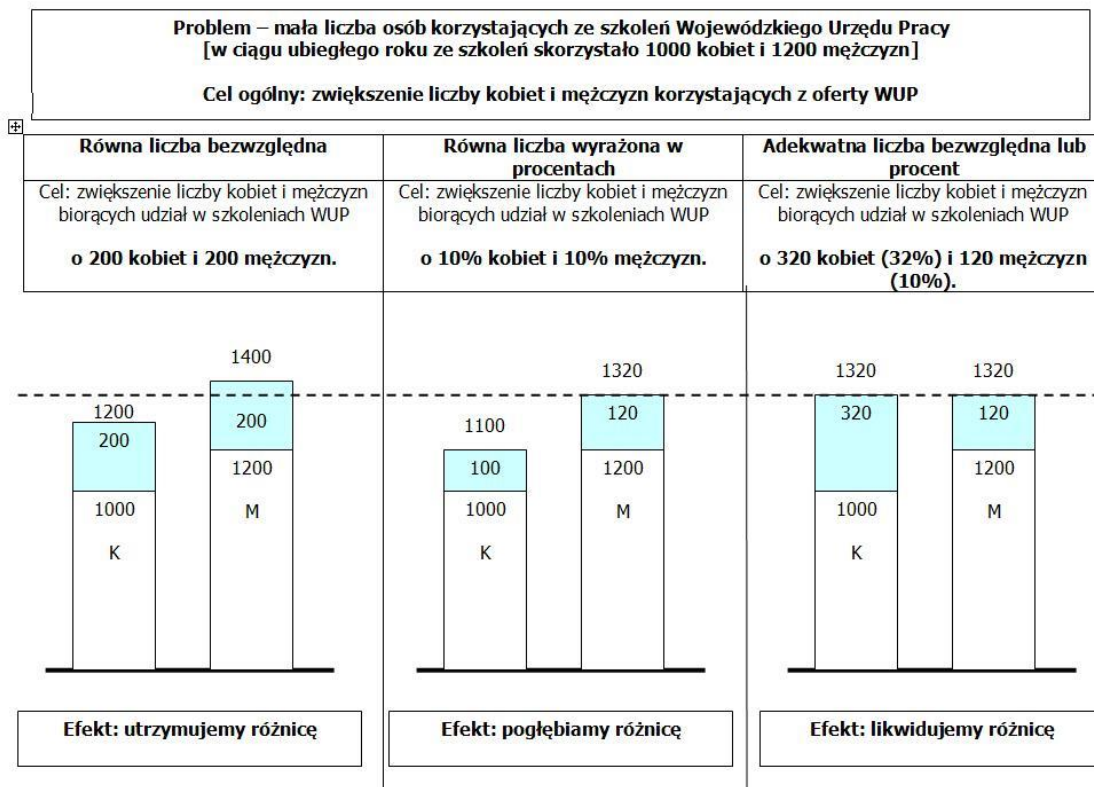 Problem – mała liczba osób korzystających ze szkoleń Wojewódzkiego Urzędu Pracy
[w ciągu ubiegłego roku ze szkoleń skorzystało 1000 kobiet i 1200 mężczyzn]
Cel ogólny: zwiększenie liczby kobiet i mężczyzn korzystających z oferty WUP
Równa liczba bezwzględna
Cel: zwiększenie liczby kobiet i mężczyzn
biorących udział w szkoleniach WUP
o 200 kobiet i 200 mężczyzn.
Równa liczba wyrażona w
procentach
Cel: zwiększenie liczby kobiet i mężczyzn
biorących udział w szkoleniach WUP
o 10% kobiet i 10% mężczyzn.
Adekwatna liczba bezwzględna lub
procent
Cel: zwiększenie liczby kobiet i mężczyzn
biorących udział w szkoleniach WUP
o 320 kobiet (32%) i 120 mężczyzn
(10%).
1200
200
1000
K
1400
200
1200
M
1100
100
1000
K
1320
120
1200
M
1320
320
1000
K
1320
120
1200
M
Efekt: utrzymujemy różnicę
Efekt: pogłębiamy różnicę
Efekt: likwidujemy różnicę